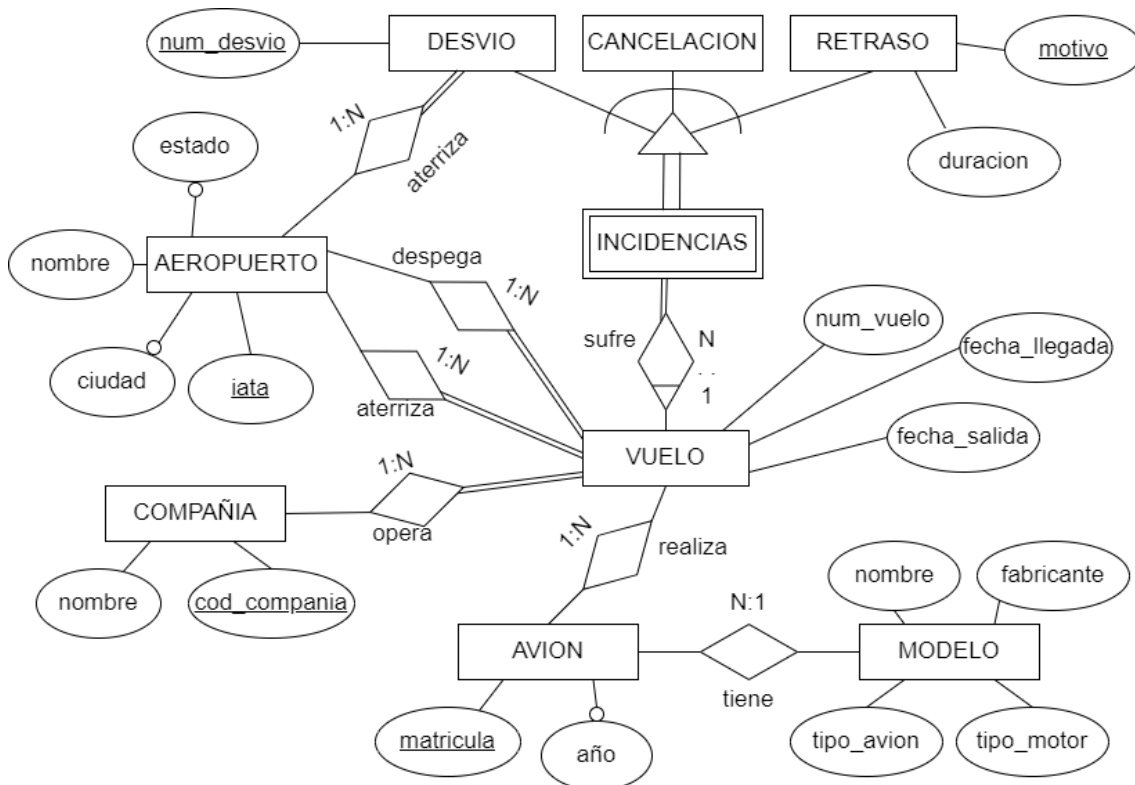 num_desvio
DESVIO
CANCELACION
RETRASO
motivo
1:N
aterriza
estado
duracion
nombre
AEROPUERTO
despega
1:N
INCIDENCIAS
ciudad
iata
1:N
aterriza
sufre
N
..
1
num_vuelo
fecha_llegada
fecha_salida
VUELO
COMPAÑIA
1:N
opera
nombre
cod_compania
1:N
realiza
AVION
matricula
año
N:1
tiene
nombre
fabricante
MODELO
tipo_avion
tipo_motor